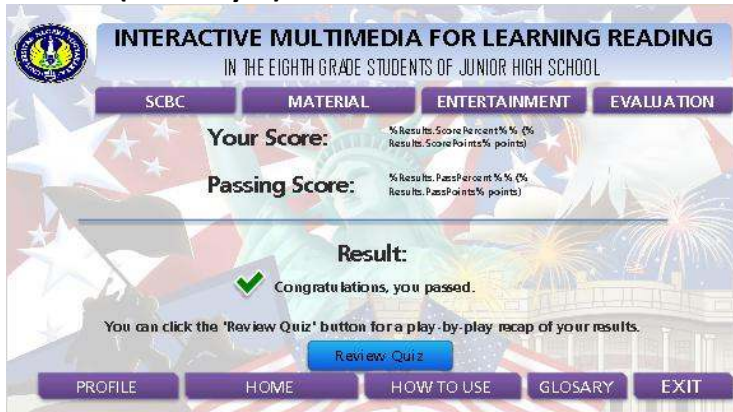 INTERACTIVE MULTIMEDIA FOR LEARNING READING
IN THE EIGHTH GRADE STUDENTS OF JUNIOR HIGH SCHOOL
SCBC MATERIAL ENTERTAINMENT EVALUATION
Your Score: %Results.ScorePercent%% (%
Results.ScorePoints% points)
Passing Score: %Results.PassPercent%% (%
Results.PassPoints% points)
Result:
Congratulations, you passed.
You can click the 'Review Quiz' button for a play-by-play recap of your results.
Review Quiz
PROFILE HOME HOW TO USE GLOSARY EXIT